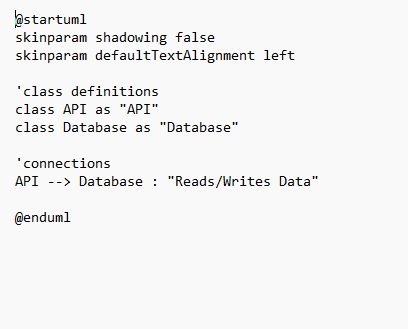 @startuml
skinparam shadowing false
skinparam defaultTextAlignment left
'class definitions
class API as "API"
class Database as "Database"
'connections
API --> Database : "Reads/Writes Data"
@enduml